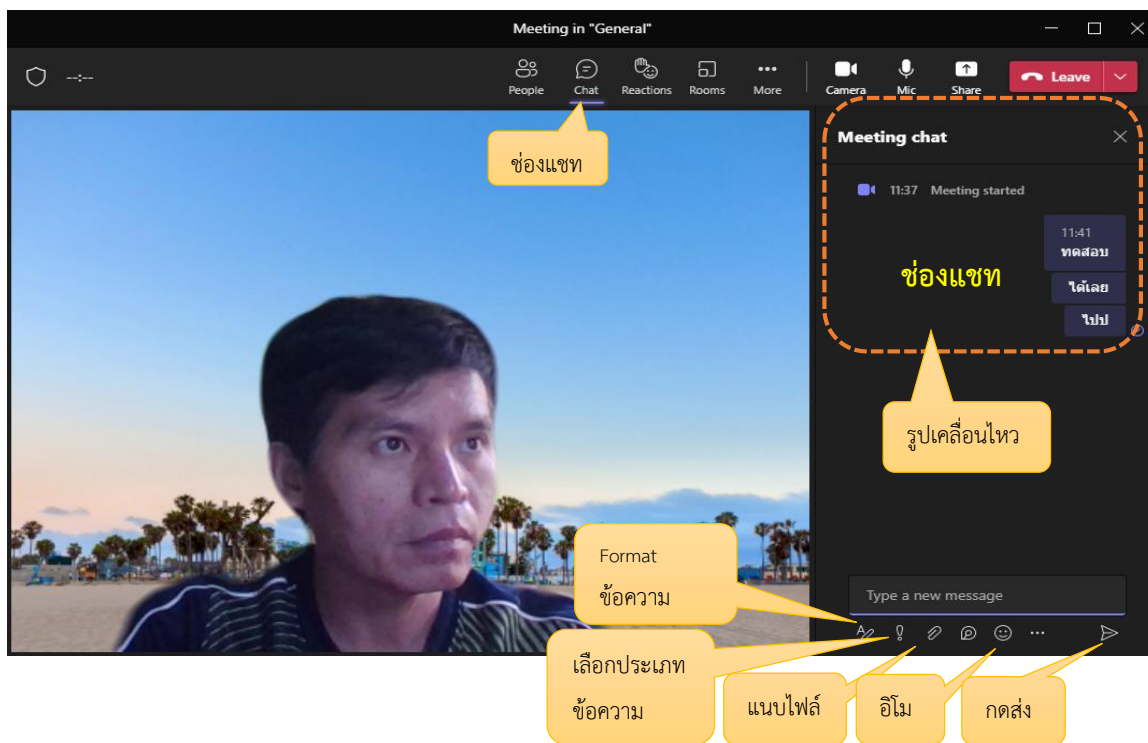 Meeting in "General"
--:--
People
Chat
Reactions
Rooms
More
Camera
Mic
Share
Leave
ช่องแชท
Meeting chat
11:37 Meeting started
11:41
ทดสอบ
ได้เลย
ไปป
ช่องแชท
รูปเคลื่อนไหว
Format
ข้อความ
Type a new message
เลือกประเภท
ข้อความ
แนบไฟล์
อิโม
กดส่ง